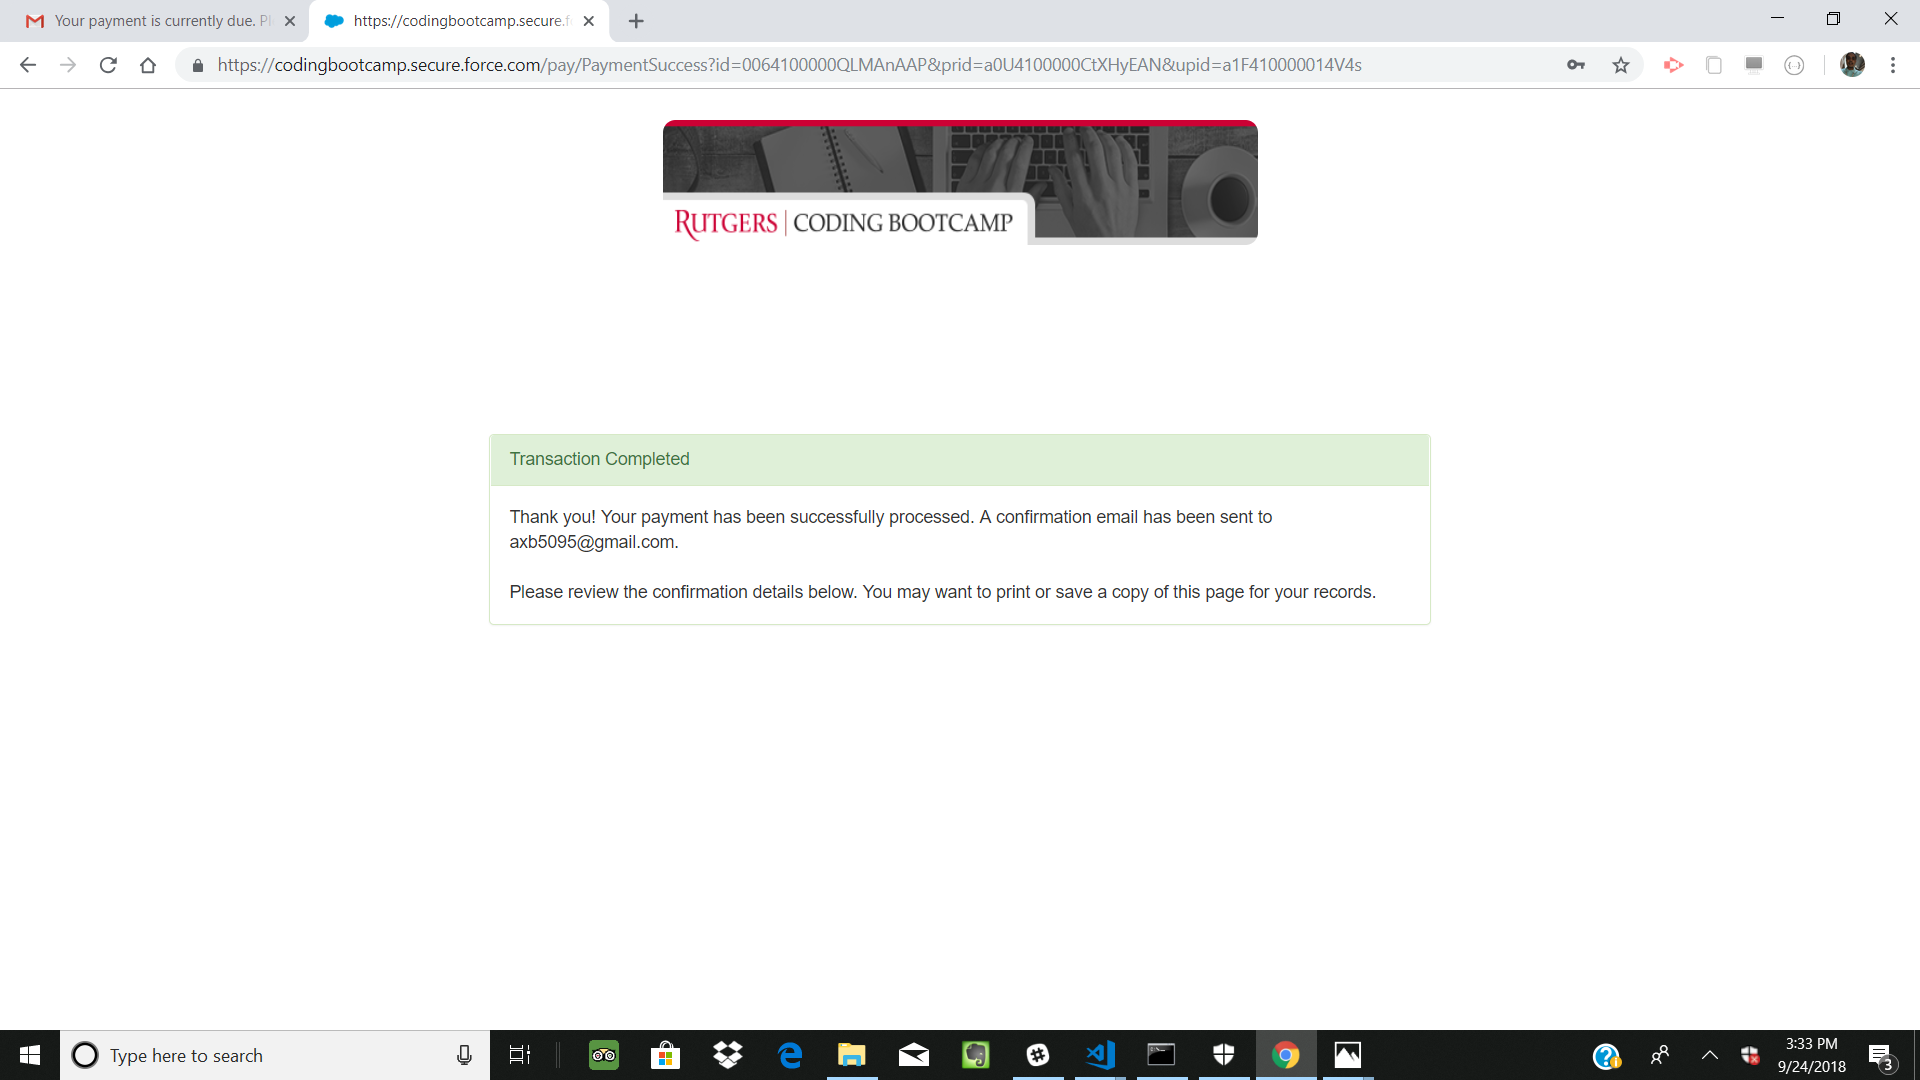 Your payment is currently due. Pl
https://codingbootcamp.secure.f
https://codingbootcamp.secure.force.com/pay/PaymentSuccess?id=0064100000QLMAnAAP&prid=a0U4100000CtXHyEAN&upid=a1F410000014V4s
RUTGERS | CODING BOOTCAMP
Transaction Completed
Thank you! Your payment has been successfully processed. A confirmation email has been sent to
axb5095@gmail.com.
Please review the confirmation details below. You may want to print or save a copy of this page for your records.
Type here to search
3:33 PM
9/24/2018
3